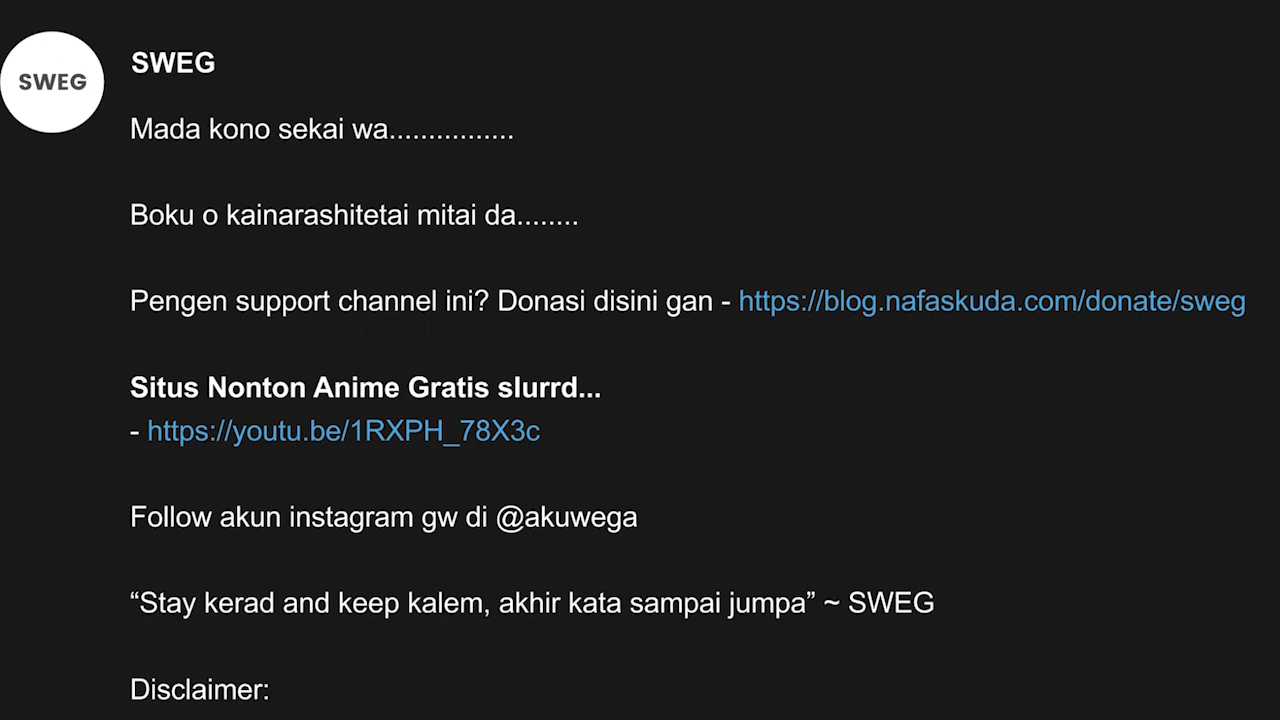 SWEG
SWEG
Mada kono sekai wa................
Boku o kainarashitetai mitai da........
Pengen support channel ini? Donasi disini gan - https://blog.nafaskuda.com/donate/sweg
Situs Nonton Anime Gratis slurrd...
- https://youtu.be/1RXPH_78X3c
Follow akun instagram gw di @akuwega
“Stay kerad and keep kalem, akhir kata sampai jumpa” ~ SWEG
Disclaimer: